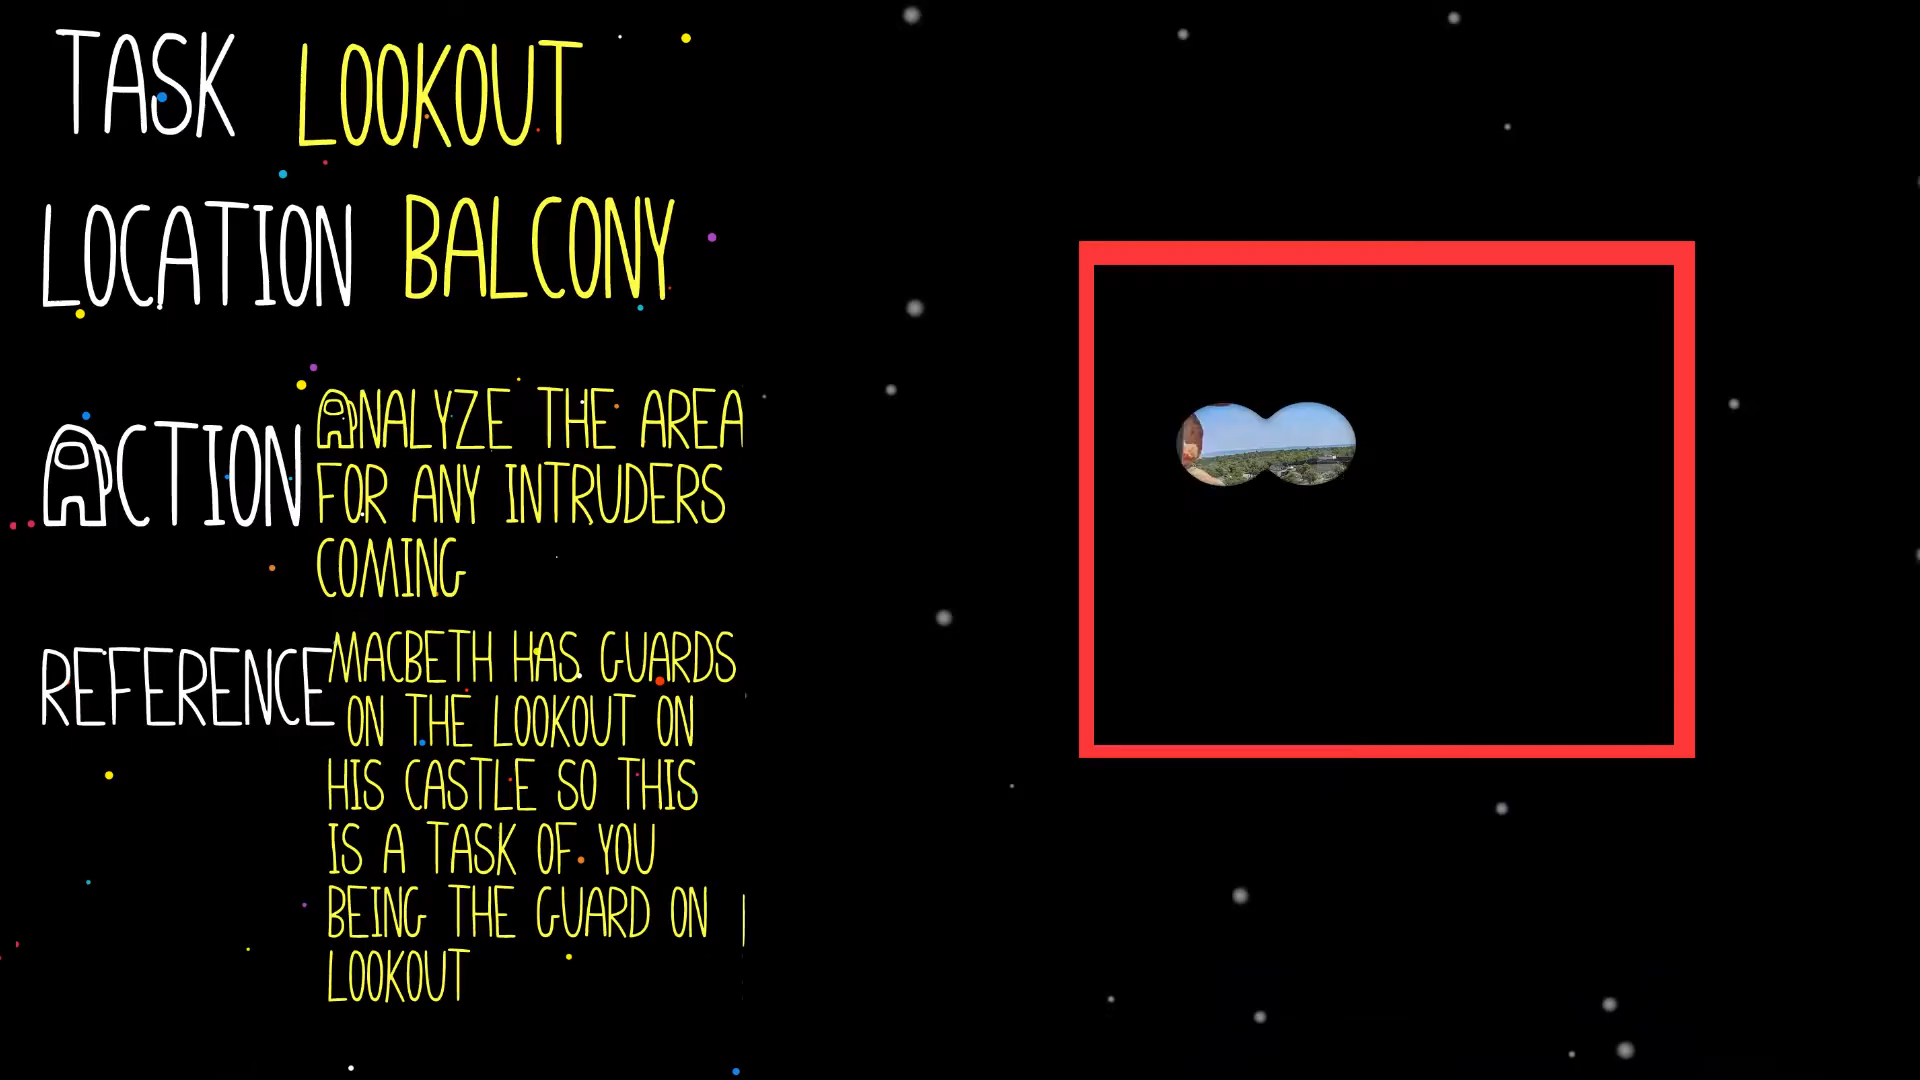 TASK LOOKOUT
LOCATION BALCONY
ACTION ANALYZE THE AREA
FOR ANY INTRUDERS
COMING
REFERENCE MACBETH HAS GUARDS
ON THE LOOKOUT ON
HIS CASTLE SO THIS
IS A TASK OF YOU
BEING THE GUARD ON
LOOKOUT